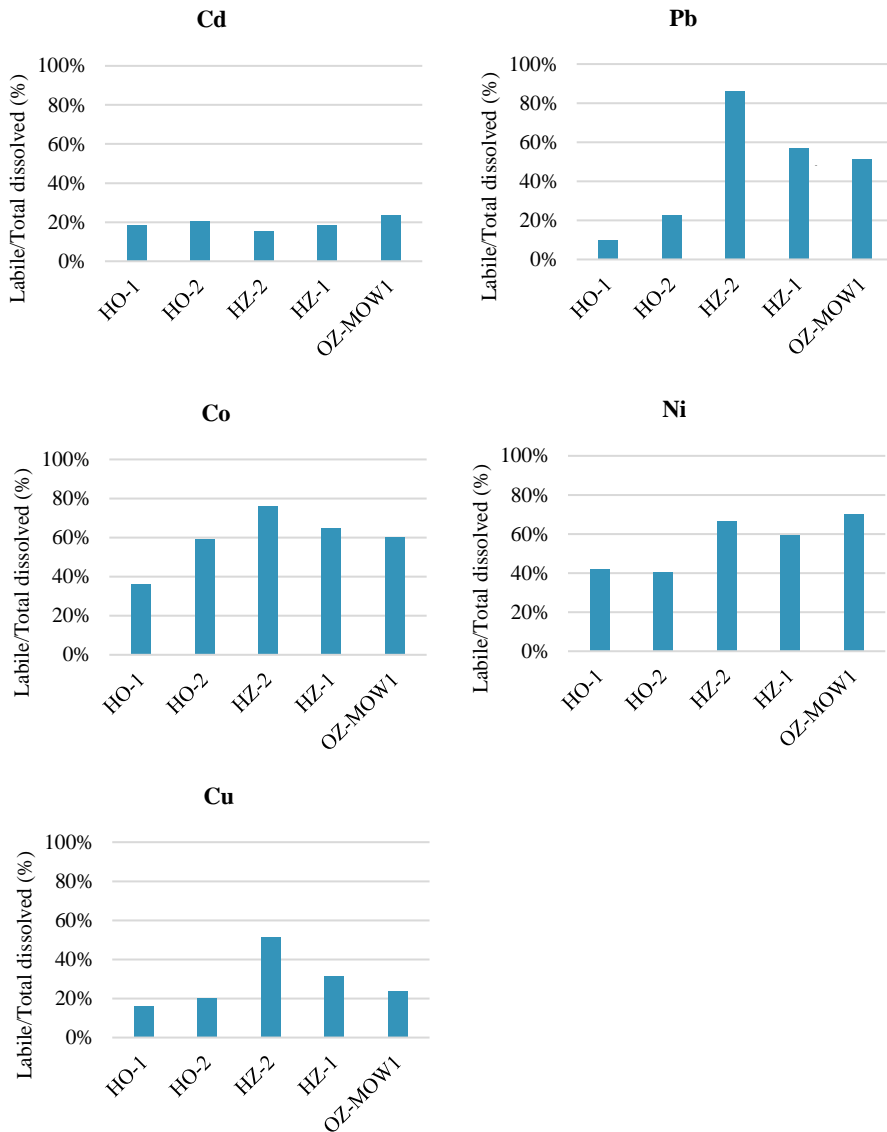 Cd
Labile/Total dissolved (%)
100%
80%
60%
40%
20%
0%
HO-1
HO-2
HZ-2
HZ-1
OZ-MOW1
Pb
Labile/Total dissolved (%)
100%
80%
60%
40%
20%
0%
HO-1
HO-2
HZ-2
HZ-1
OZ-MOW1
Co
Labile/Total dissolved (%)
100%
80%
60%
40%
20%
0%
HO-1
HO-2
HZ-2
HZ-1
OZ-MOW1
Ni
Labile/Total dissolved (%)
100%
80%
60%
40%
20%
0%
HO-1
HO-2
HZ-2
HZ-1
OZ-MOW1
Cu
Labile/Total dissolved (%)
100%
80%
60%
40%
20%
0%
HO-1
HO-2
HZ-2
HZ-1
OZ-MOW1